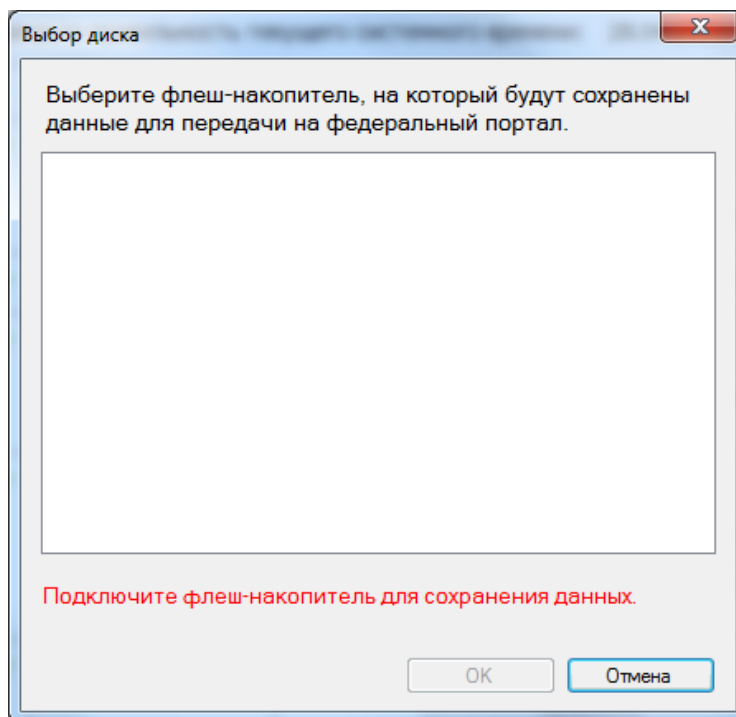 Выбор диска
Выберите флеш-накопитель, на который будут сохранены
данные для передачи на федеральный портал.
Подключите флеш-накопитель для сохранения данных.
OK
Отмена